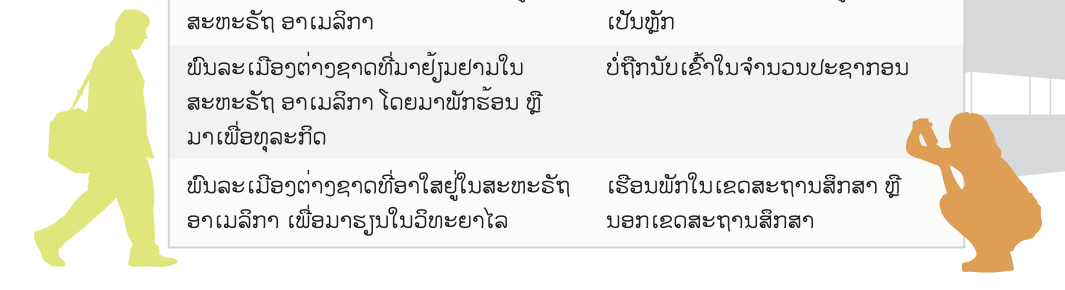 ສະຫະຣັຖ ອາເມລິກາ
ເປັນຫຼັກ
ພົນລະເມືອງຕ່າງຊາດທີ່ມາຢ້ຽມຢາມໃນ
ສະຫະຣັຖ ອາເມລິກາ ໂດຍມາພັກຮ້ອນ ຫຼື
ມາເພື່ອທຸລະກິດ
ບໍ່ຖືກນັບເຂົ້າໃນຈຳນວນປະຊາກອນ
ພົນລະເມືອງຕ່າງຊາດທີ່ອາໃສຢູ່ໃນສະຫະຣັຖ
ອາເມລິກາ ເພື່ອມາຮຽນໃນວິທະຍາໄລ
ເຮືອນພັກໃນເຂດສະຖານສຶກສາ ຫຼື
ນອກເຂດສະຖານສຶກສາ